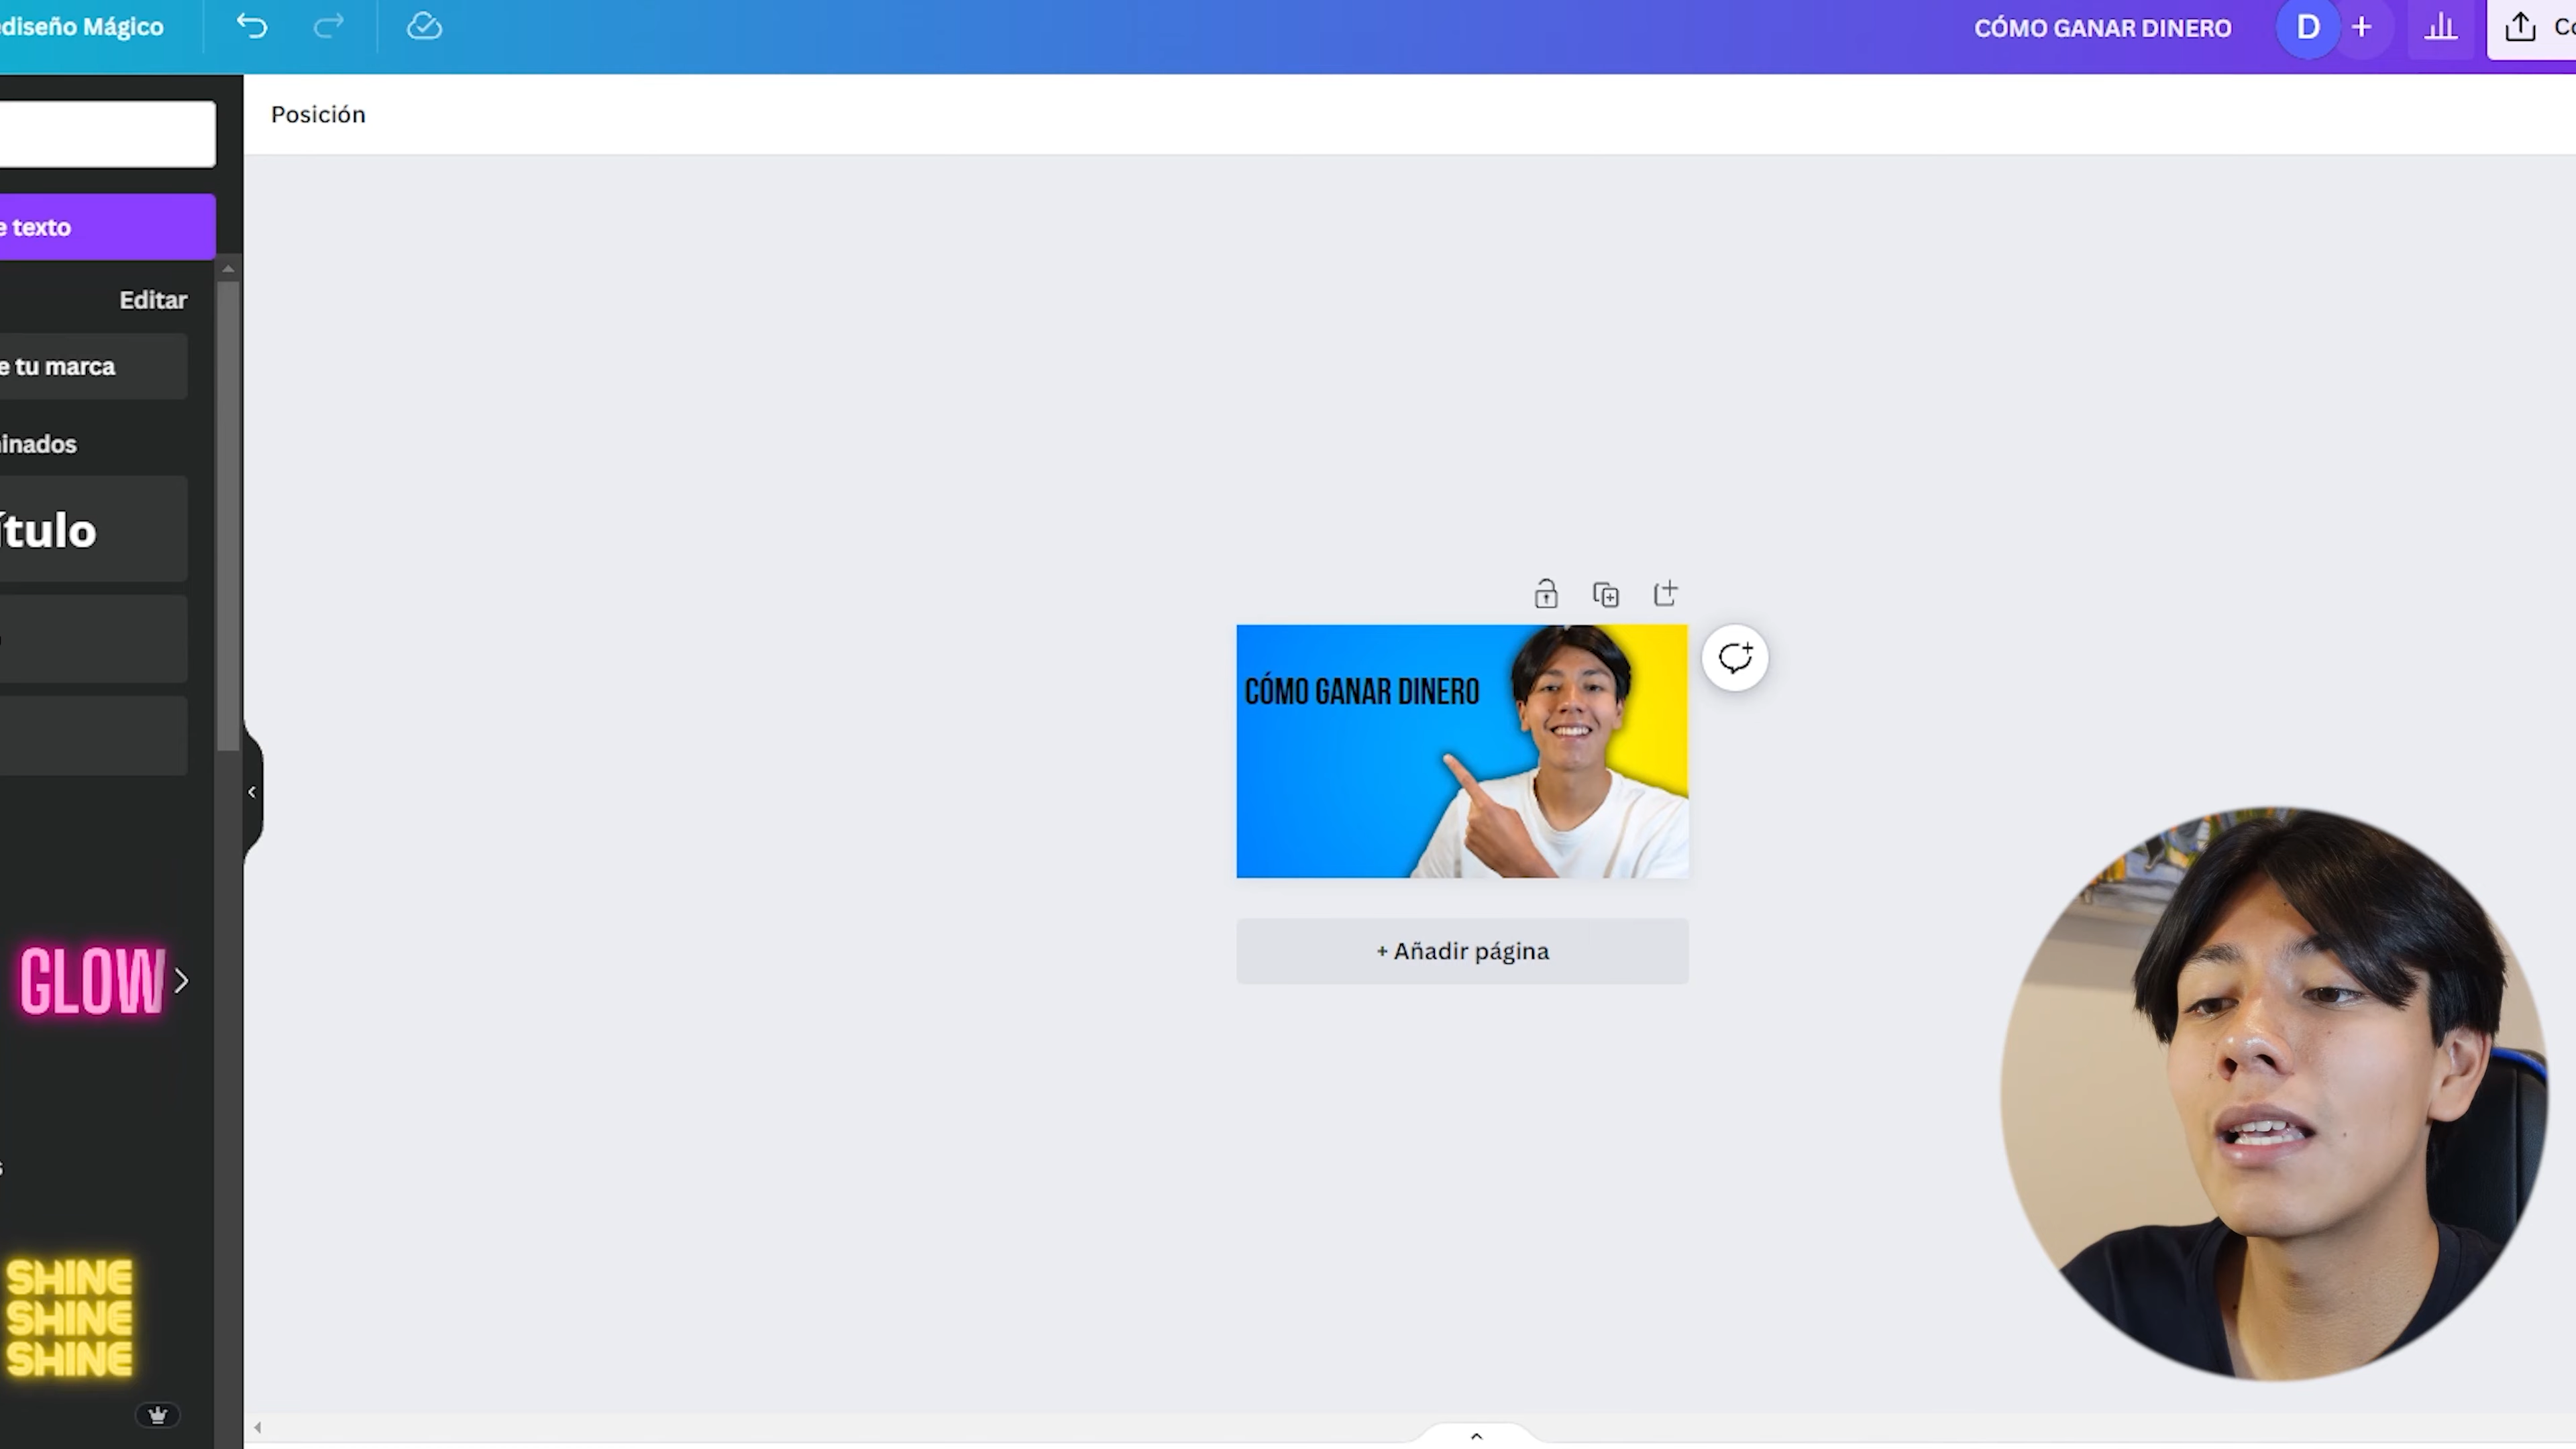 diseño Mágico
CÓMO GANAR DINERO
D
Posición
e texto
Editar
e tu marca
inados
ítulo
CÓMO GANAR DINERO
+ Añadir página
GLOW
s
SHINE
SHINE
SHINE